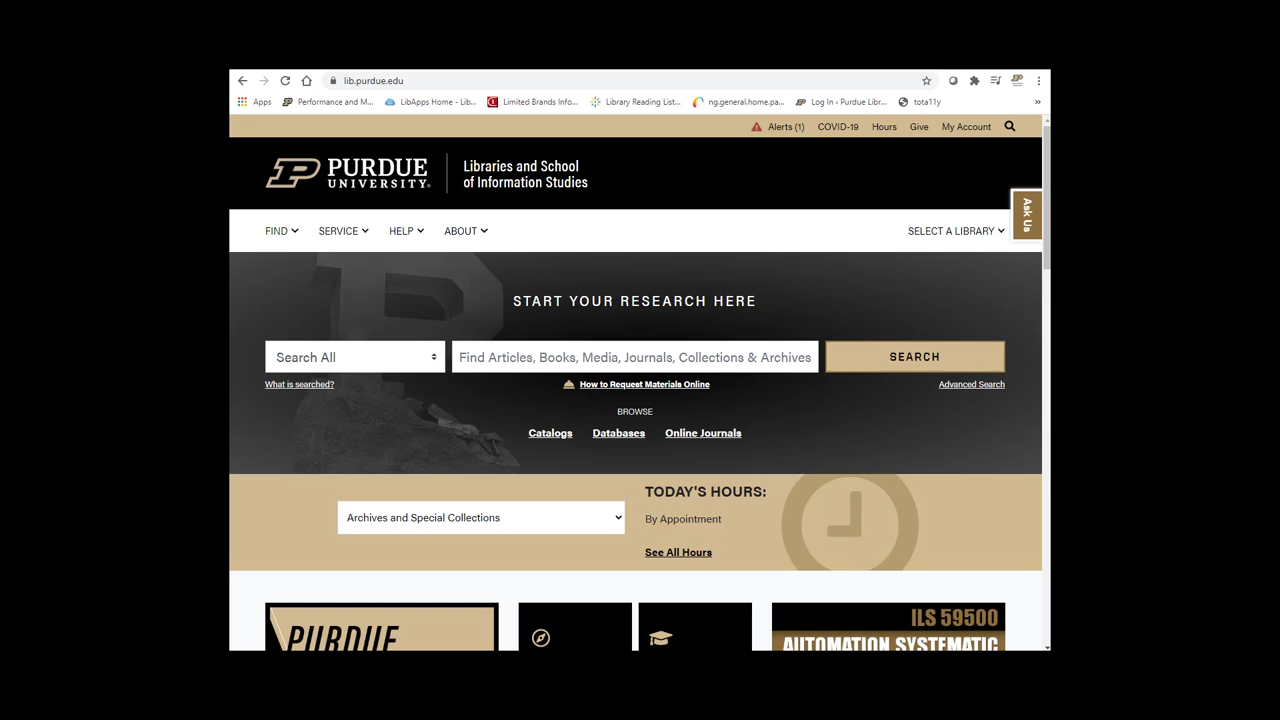 lib.purdue.edu
Apps Performance and M... LibApps Home - Lib... Limited Brands Info... Library Reading List... ng.general.home.pa... Log In ‹ Purdue Libr... tota11y »
Alerts (1) COVID-19 Hours Give My Account
PURDUE UNIVERSITY®
Libraries and School
of Information Studies
Ask Us
FIND SERVICE HELP ABOUT SELECT A LIBRARY
START YOUR RESEARCH HERE
Search All Find Articles, Books, Media, Journals, Collections & Archives SEARCH
What is searched? How to Request Materials Online Advanced Search
BROWSE
Catalogs Databases Online Journals
TODAY'S HOURS:
Archives and Special Collections
By Appointment
See All Hours
PURDUE
ILS 59500
AUTOMATION SYSTEMATIC